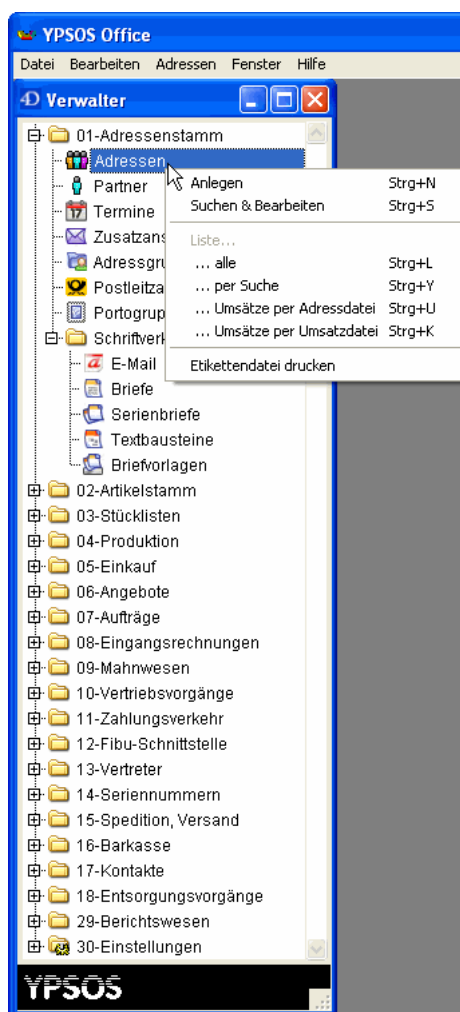 YPSOS Office
Datei Bearbeiten Adressen Fenster Hilfe
4D Verwalter
01-Adressenstamm
Adressen
Partner
Termine
17
Adressgru
Portogrup
E-Mail
Briefe
Serienbriefe
Textbausteine
Briefvorlagen
Anlegen Strg+N
Suchen & Bearbeiten Strg+S
Liste...
... alle Strg+L
... per Suche Strg+Y
... Umsätze per Adressdatei Strg+U
... Umsätze per Umsatzdatei Strg+K
Etikettendatei drucken
02-Artikelstamm
03-Stücklisten
04-Produktion
05-Einkauf
06-Angebote
07-Aufträge
08-Eingangsrechnungen
09-Mahnwesen
10-Vertriebsvorgänge
11-Zahlungsverkehr
12-Fibu-Schnittstelle
13-Vertreter
14-Seriennummern
15-Spedition, Versand
16-Barkasse
17-Kontakte
18-Entsorgungsvorgänge
29-Berichtswesen
30-Einstellungen
YPSOS